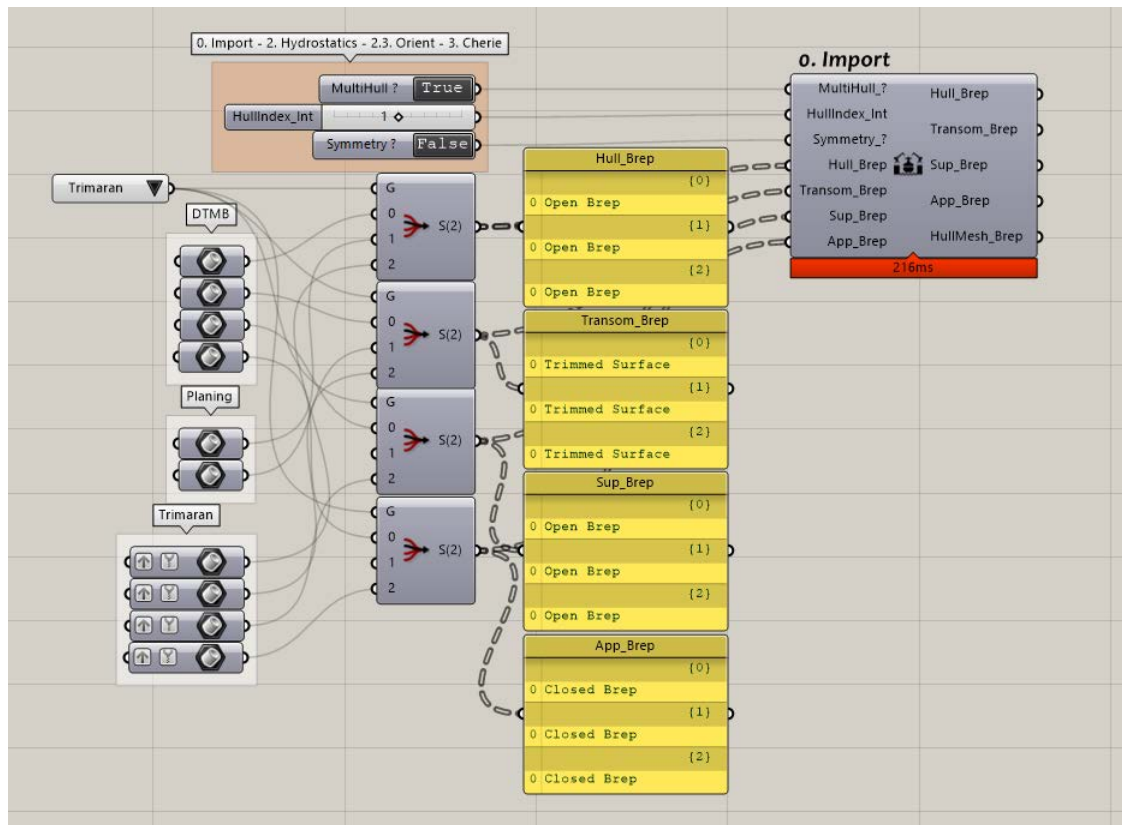 0. Import - 2. Hydrostatics - 2.3. Orient - 3. Cherie
MultiHull ? True
HullIndex_Int 1
Symmetry ? False
Trimaran
DTMB
Planing
Trimaran
G
0
1
2
S(2)
G
0
1
2
S(2)
G
0
1
2
S(2)
G
0
1
2
S(2)
Hull_Brep
{0}
0 Open Brep
{1}
0 Open Brep
{2}
0 Open Brep
Transom_Brep
{0}
0 Trimmed Surface
{1}
0 Trimmed Surface
{2}
0 Trimmed Surface
Sup_Brep
{0}
0 Open Brep
{1}
0 Open Brep
{2}
0 Open Brep
App_Brep
{0}
0 Closed Brep
{1}
0 Closed Brep
{2}
0 Closed Brep
0. Import
MultiHull_?
HullIndex_Int
Symmetry_?
Hull_Brep
Transom_Brep
Sup_Brep
App_Brep
Hull_Brep
Transom_Brep
Sup_Brep
App_Brep
HullMesh_Brep
216ms